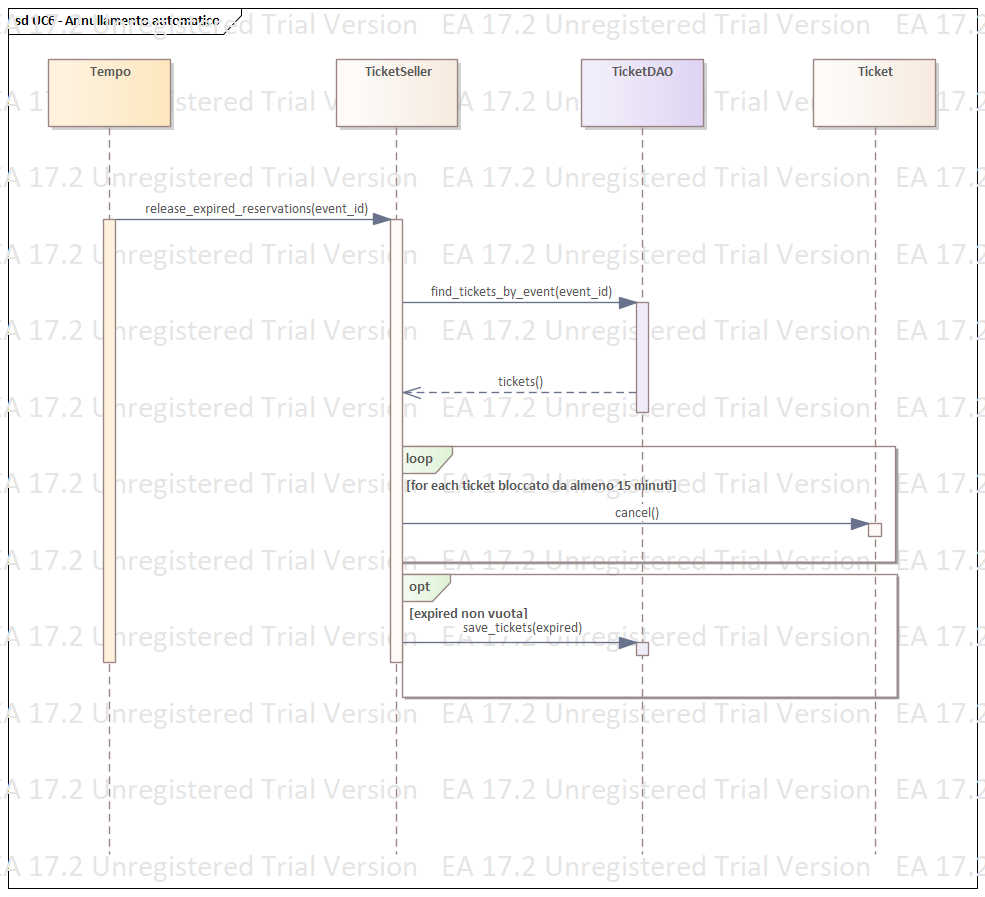 sd UC6 - Annullamento automatico
Tempo
TicketSeller
TicketDAO
Ticket
release_expired_reservations(event_id)
find_tickets_by_event(event_id)
tickets()
loop
[for each ticket bloccato da almeno 15 minuti]
cancel()
opt
[expired non vuota]
save_tickets(expired)
EA 17.2 Unregistered Trial Version